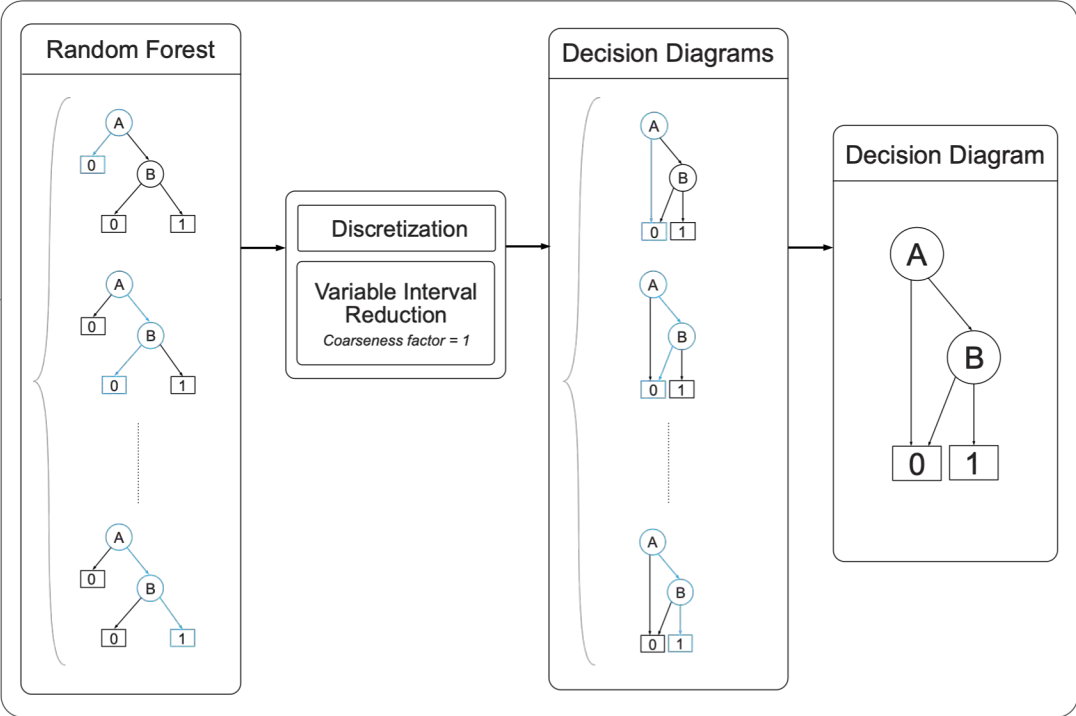 Random Forest
A
0
B
0
1
A
0
B
0
1
A
0
B
0
1
Discretization
Variable Interval
Reduction
Coarseness factor = 1
Decision Diagrams
A
B
0
1
A
B
0
1
A
B
0
1
Decision Diagram
A
B
0
1